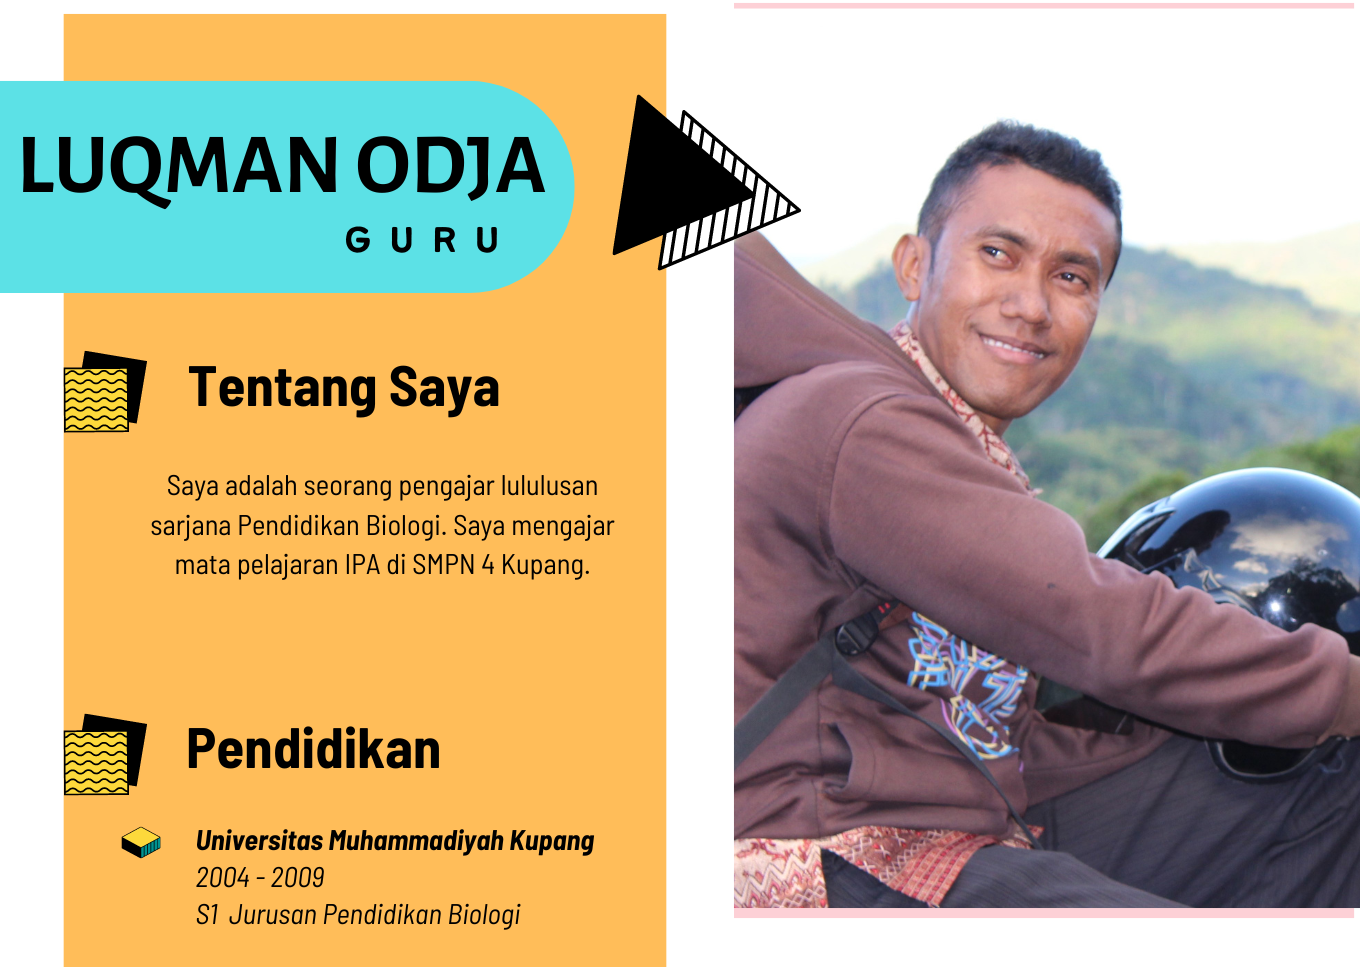 LUQMAN ODJA
GURU
Tentang Saya
Saya adalah seorang pengajar lululusan
sarjana Pendidikan Biologi. Saya mengajar
mata pelajaran IPA di SMPN 4 Kupang.
Pendidikan
Universitas Muhammadiyah Kupang
2004 - 2009
S1 Jurusan Pendidikan Biologi